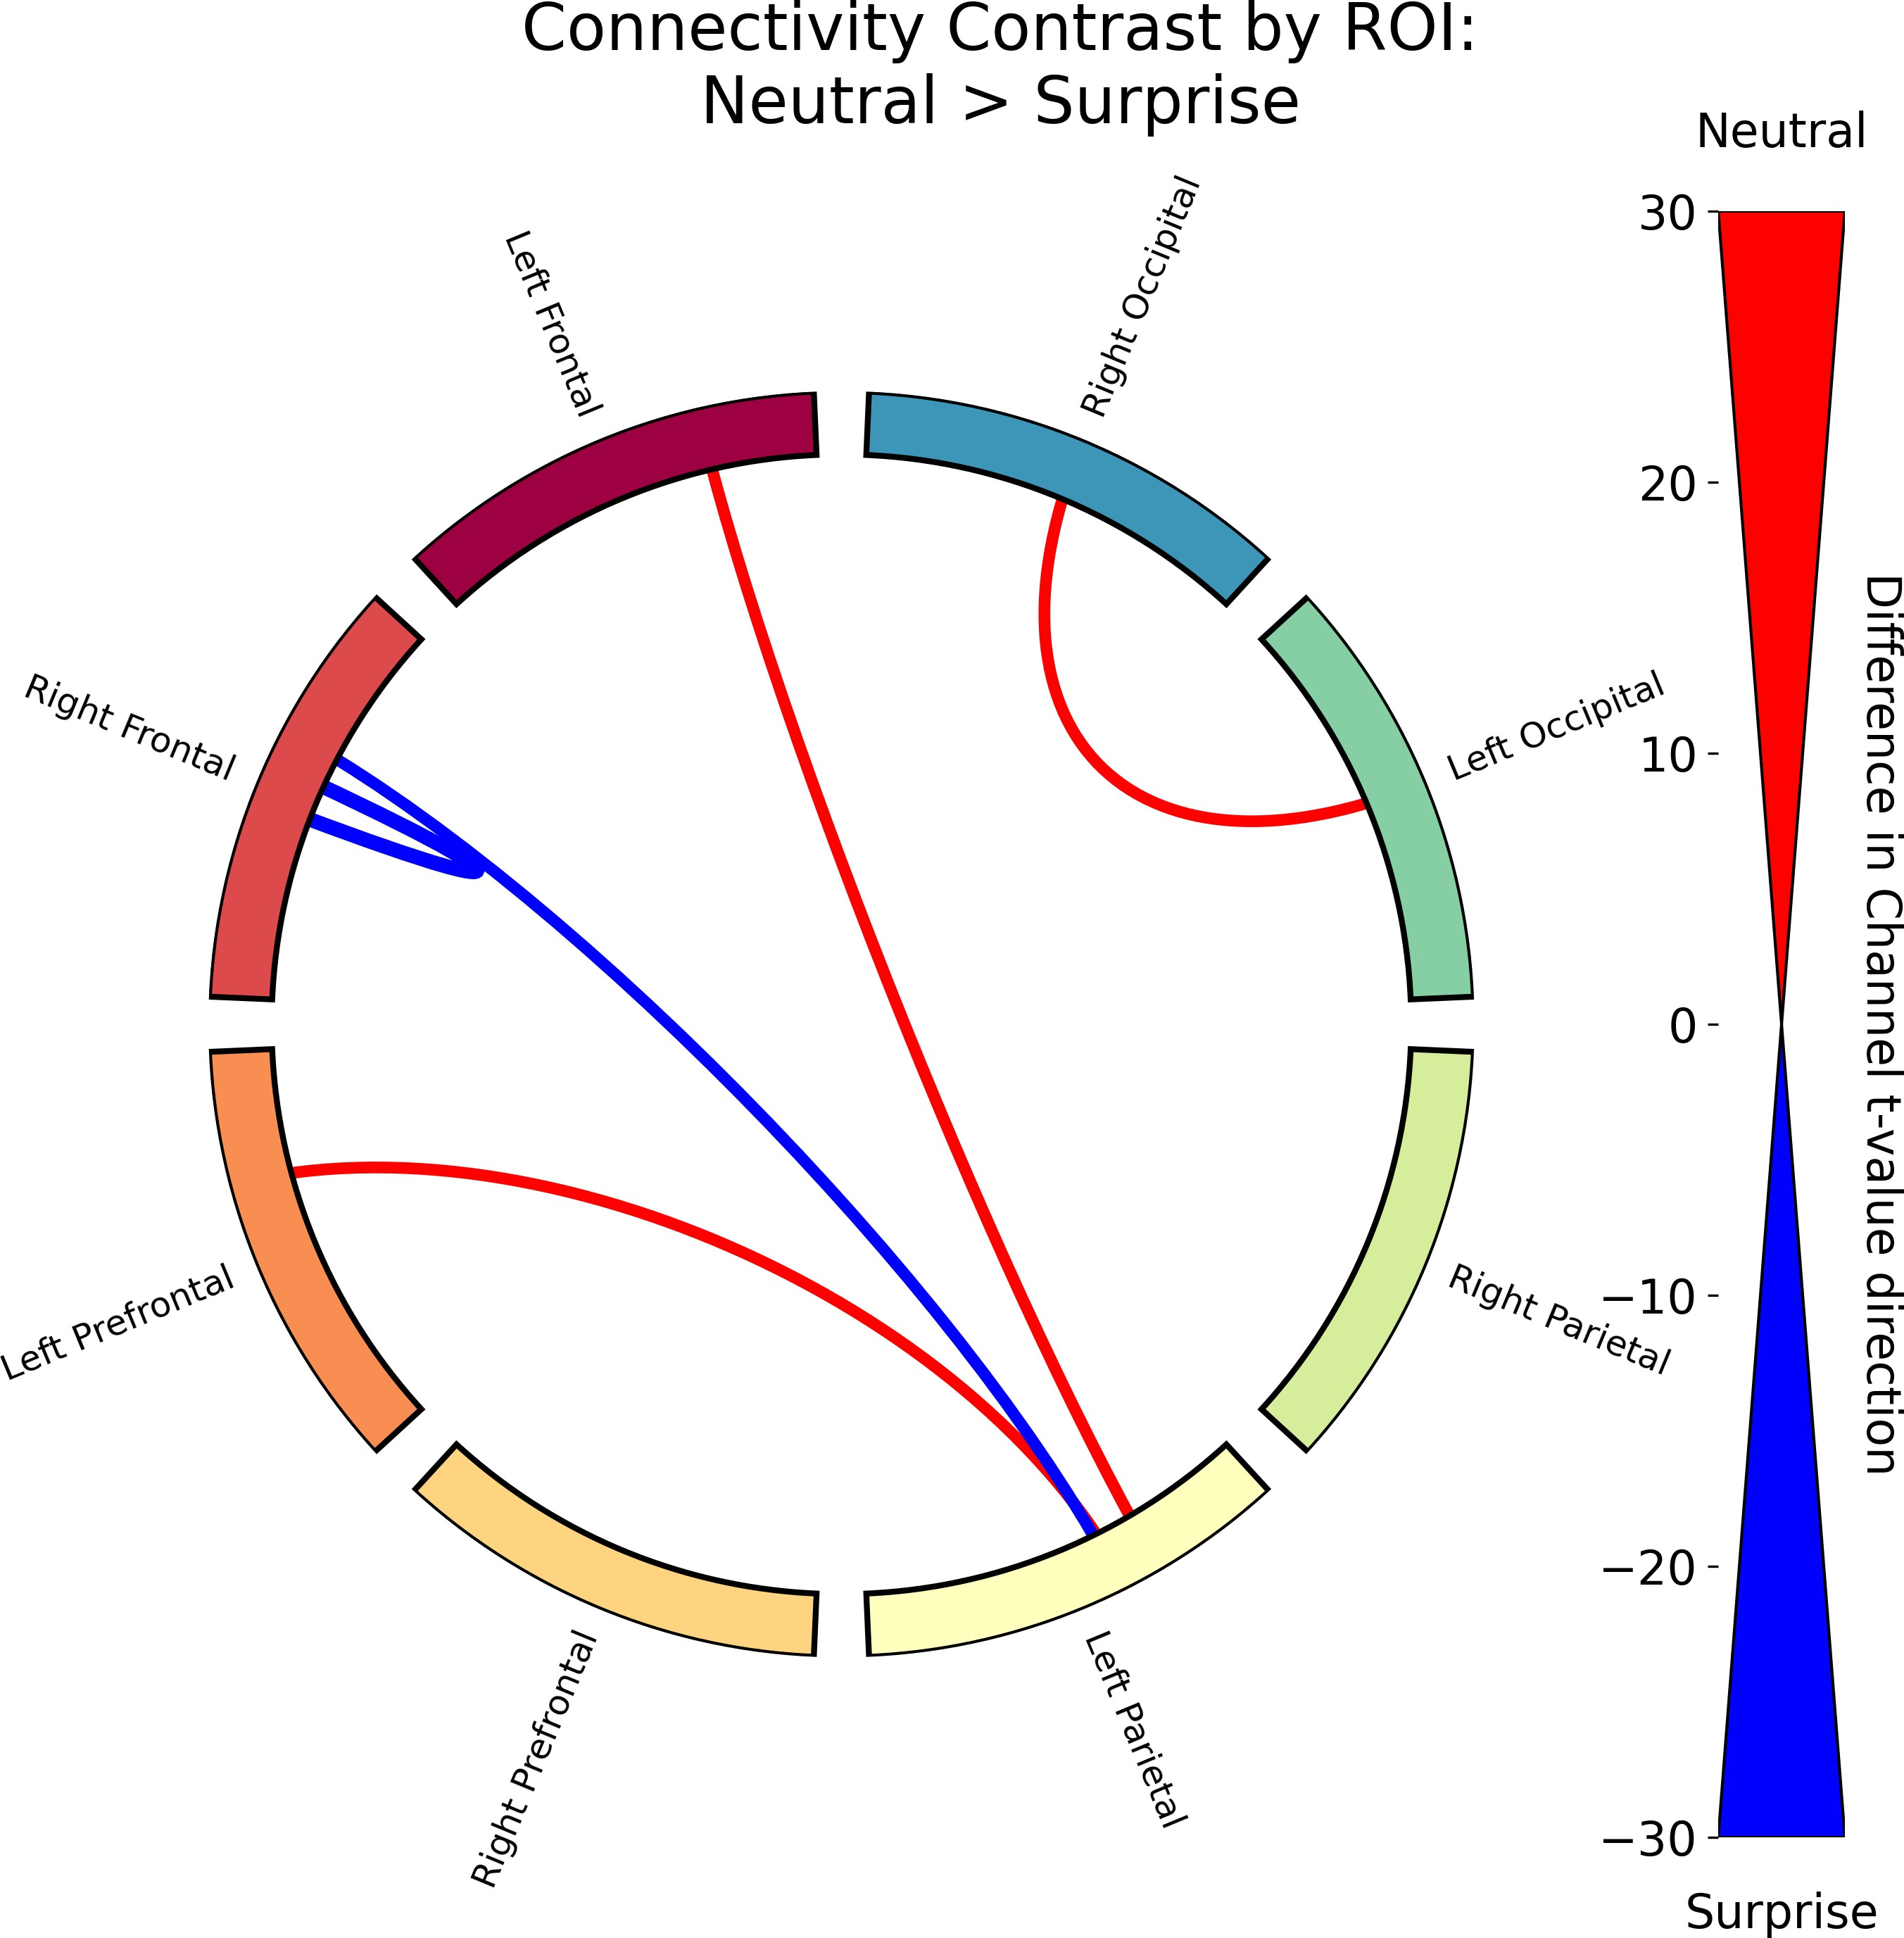 Connectivity Contrast by ROI:
Neutral > Surprise
Neutral
Right Occipital
Left Frontal
30
20
Left Occipital
Right Frontal
10
Difference in Channel t-value direction
0
Right Parietal
Left Prefrontal
−10
−20
Left Parietal
Right Prefrontal
−30
Surprise